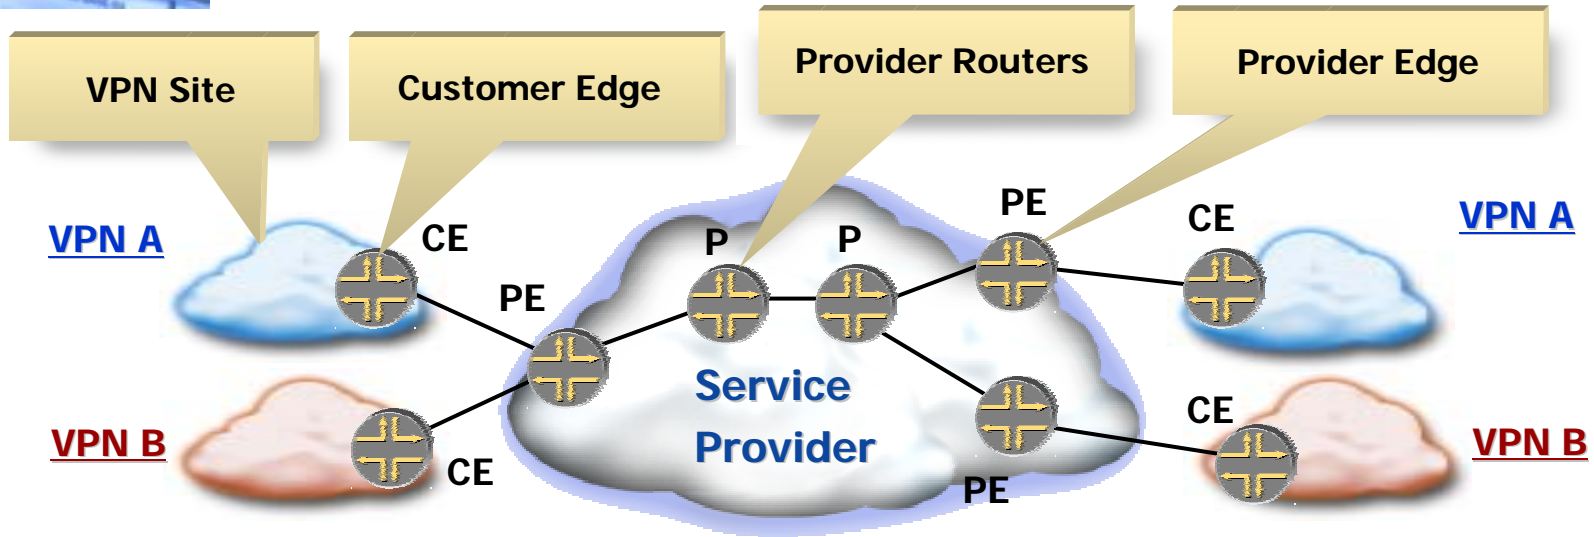 VPN Site
Customer Edge
Provider Routers
Provider Edge
VPN A
CE
PE
P
P
PE
CE
VPN A
Service
Provider
VPN B
CE
PE
CE
VPN B